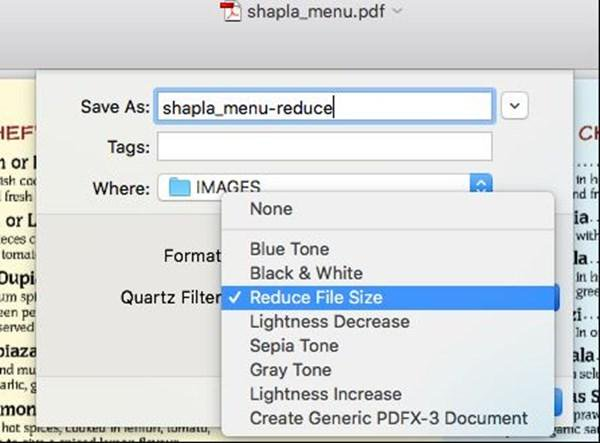 shapla_menu.pdf
Save As: shapla_menu-reduce
Tags:
Where: IMAGES
None
Format
Blue Tone
Black & White
Quartz Filter ✓ Reduce File Size
Lightness Decrease
Sepia Tone
Gray Tone
Lightness Increase
Create Generic PDFX-3 Document